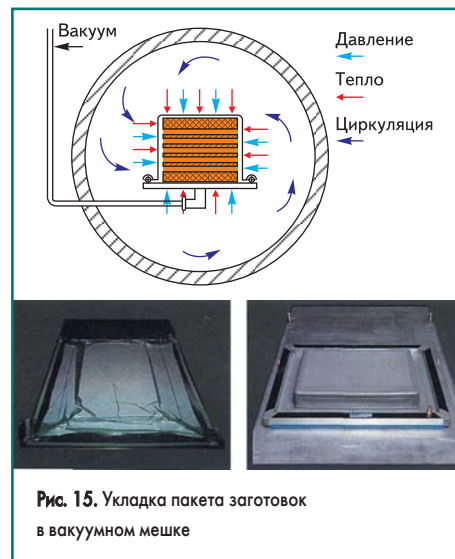 Вакуум
Давление
Тепло
Циркуляция
Рис. 15. Укладка пакета заготовок
в вакуумном мешке